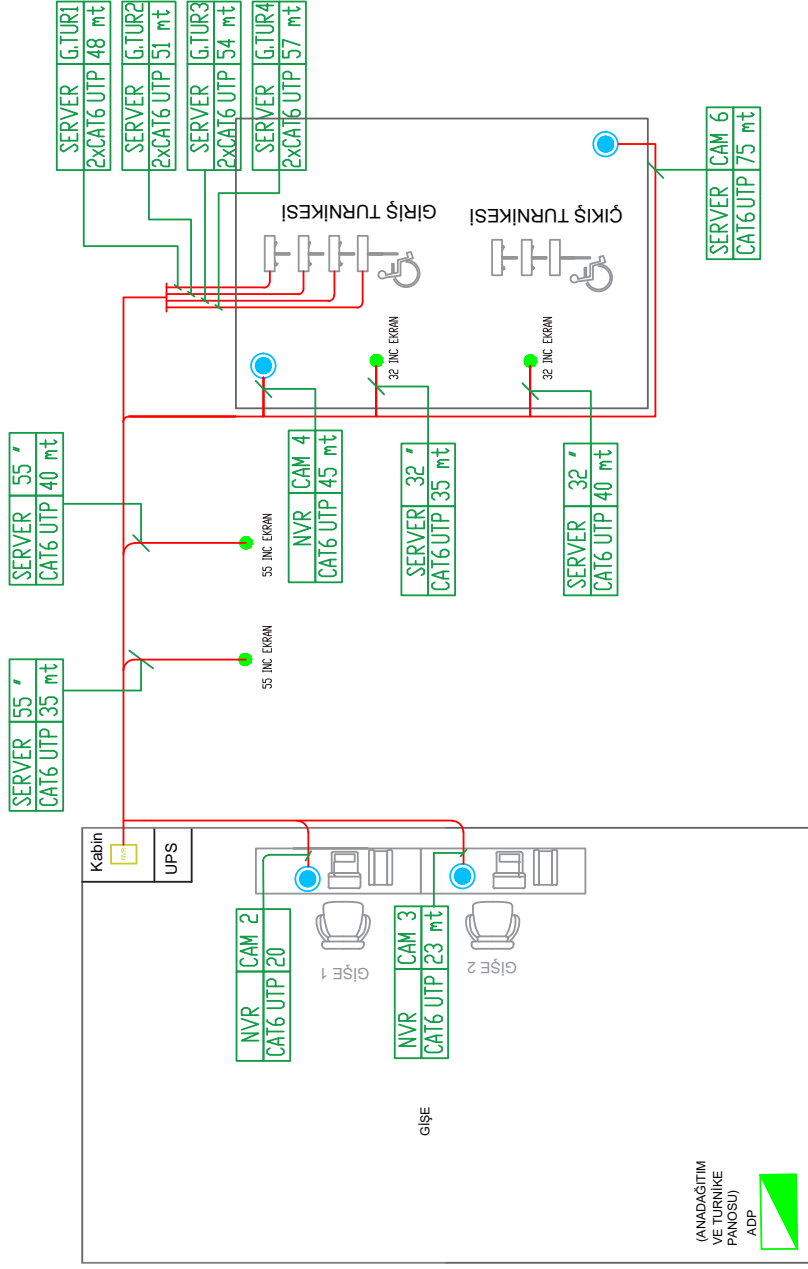 SERVER G.TUR1
2xCAT6 UTP 48 mt
SERVER G.TUR2
2xCAT6 UTP 51 mt
SERVER G.TUR3
2xCAT6 UTP 54 mt
SERVER G.TUR4
2xCAT6 UTP 57 mt
GİRİŞ TURNİKESİ
ÇIKIŞ TURNİKESİ
SERVER CAM 6
CAT6 UTP 75 mt
32 INC EKRAN
32 INC EKRAN
SERVER 55 "
CAT6 UTP 40 mt
NVR CAM 4
CAT6 UTP 45 mt
SERVER 32 "
CAT6 UTP 35 mt
SERVER 32 "
CAT6 UTP 40 mt
55 INC EKRAN
55 INC EKRAN
SERVER 55 "
CAT6 UTP 35 mt
Kabin
NVR
UPS
NVR CAM 2
CAT6 UTP 20
GİŞE 1
NVR CAM 3
CAT6 UTP 23 mt
GİŞE 2
GİŞE
(ANADAĞITIM
VE TURNİKE
PANOSU)
ADP